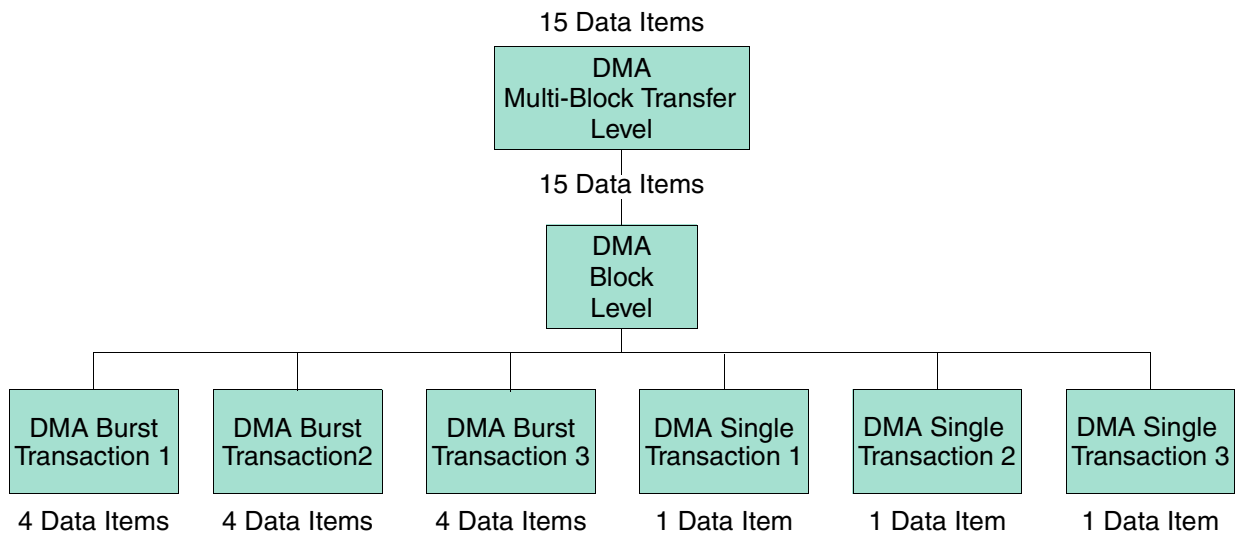 15 Data Items
DMA
Multi-Block Transfer
Level
15 Data Items
DMA
Block
Level
DMA Burst
Transaction 1
DMA Burst
Transaction2
DMA Burst
Transaction 3
DMA Single
Transaction 1
DMA Single
Transaction 2
DMA Single
Transaction 3
4 Data Items
4 Data Items
4 Data Items
1 Data Item
1 Data Item
1 Data Item